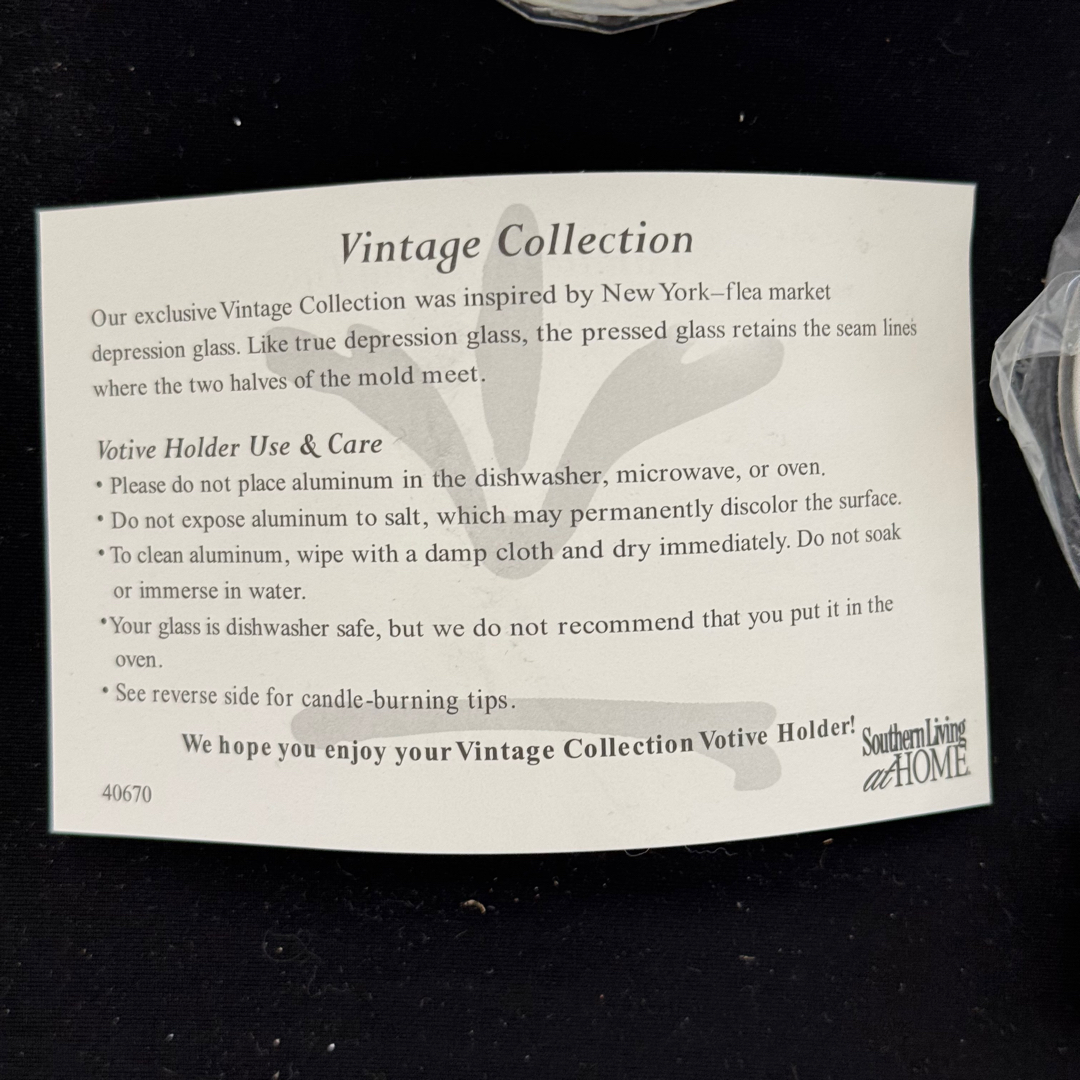 Vintage Collection
Our exclusive Vintage Collection was inspired by New York–flea market
depression glass. Like true depression glass, the pressed glass retains the seam lines
where the two halves of the mold meet.
Votive Holder Use & Care
• Please do not place aluminum in the dishwasher, microwave, or oven.
• Do not expose aluminum to salt, which may permanently discolor the surface.
• To clean aluminum, wipe with a damp cloth and dry immediately. Do not soak
or immerse in water.
• Your glass is dishwasher safe, but we do not recommend that you put it in the
oven.
• See reverse side for candle-burning tips.
We hope you enjoy your Vintage Collection Votive Holder!
Southern Living
at HOME
40670